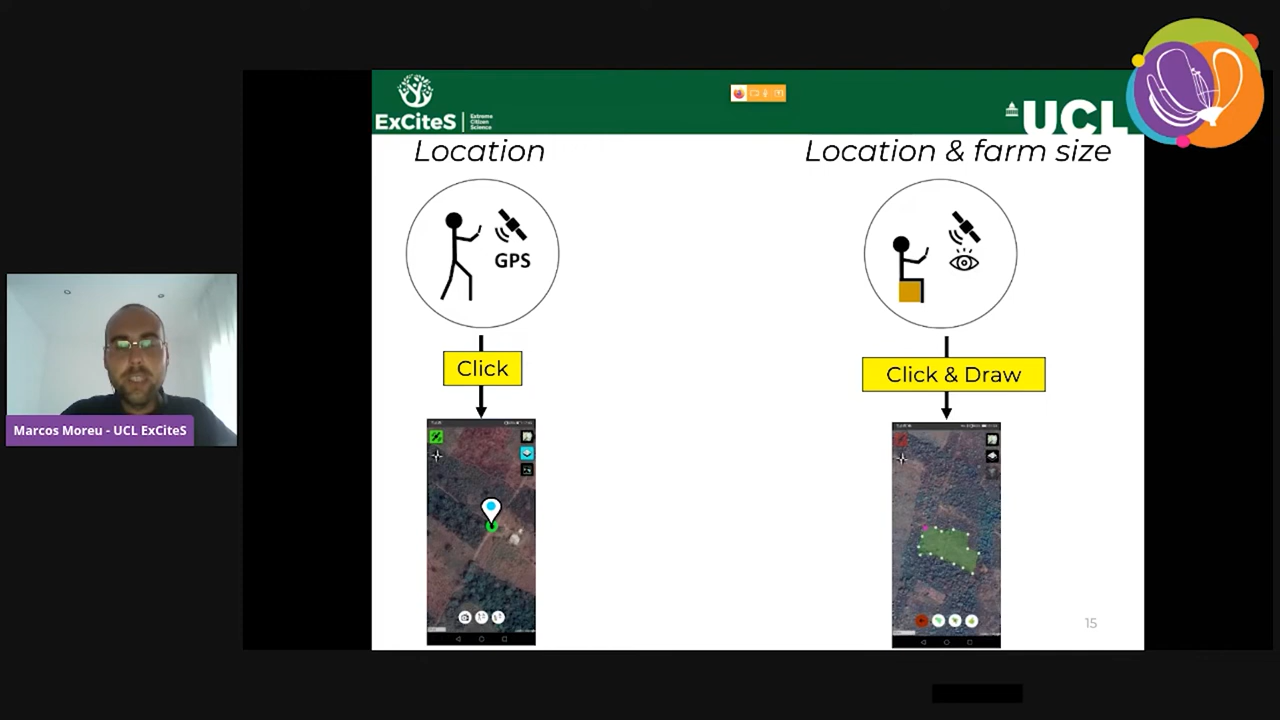 ExCiteS
Extreme
Citizen
Science
UCL
Location
Location & farm size
GPS
Click
Click & Draw
Marcos Moreu - UCL ExCiteS
15